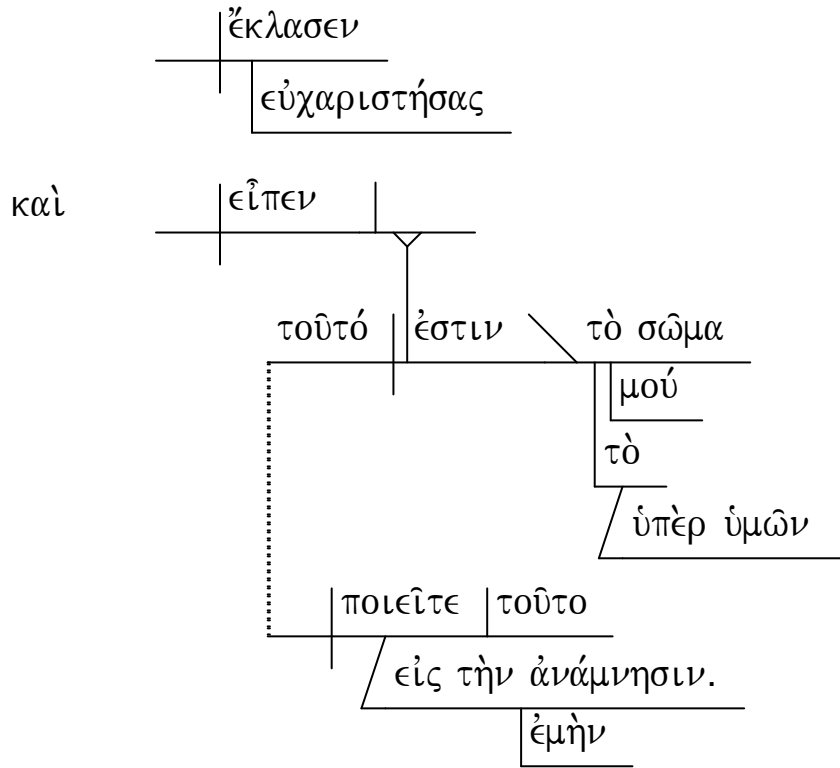 ἔκλασεν
εὐχαριστήσας
καὶ εἶπεν
τοῦτό ἐστιν τὸ σῶμα
μού
τὸ
ὑπὲρ ὑμῶν
ποιεῖτε τοῦτο
εἰς τὴν ἀνάμνησιν.
ἐμὴν